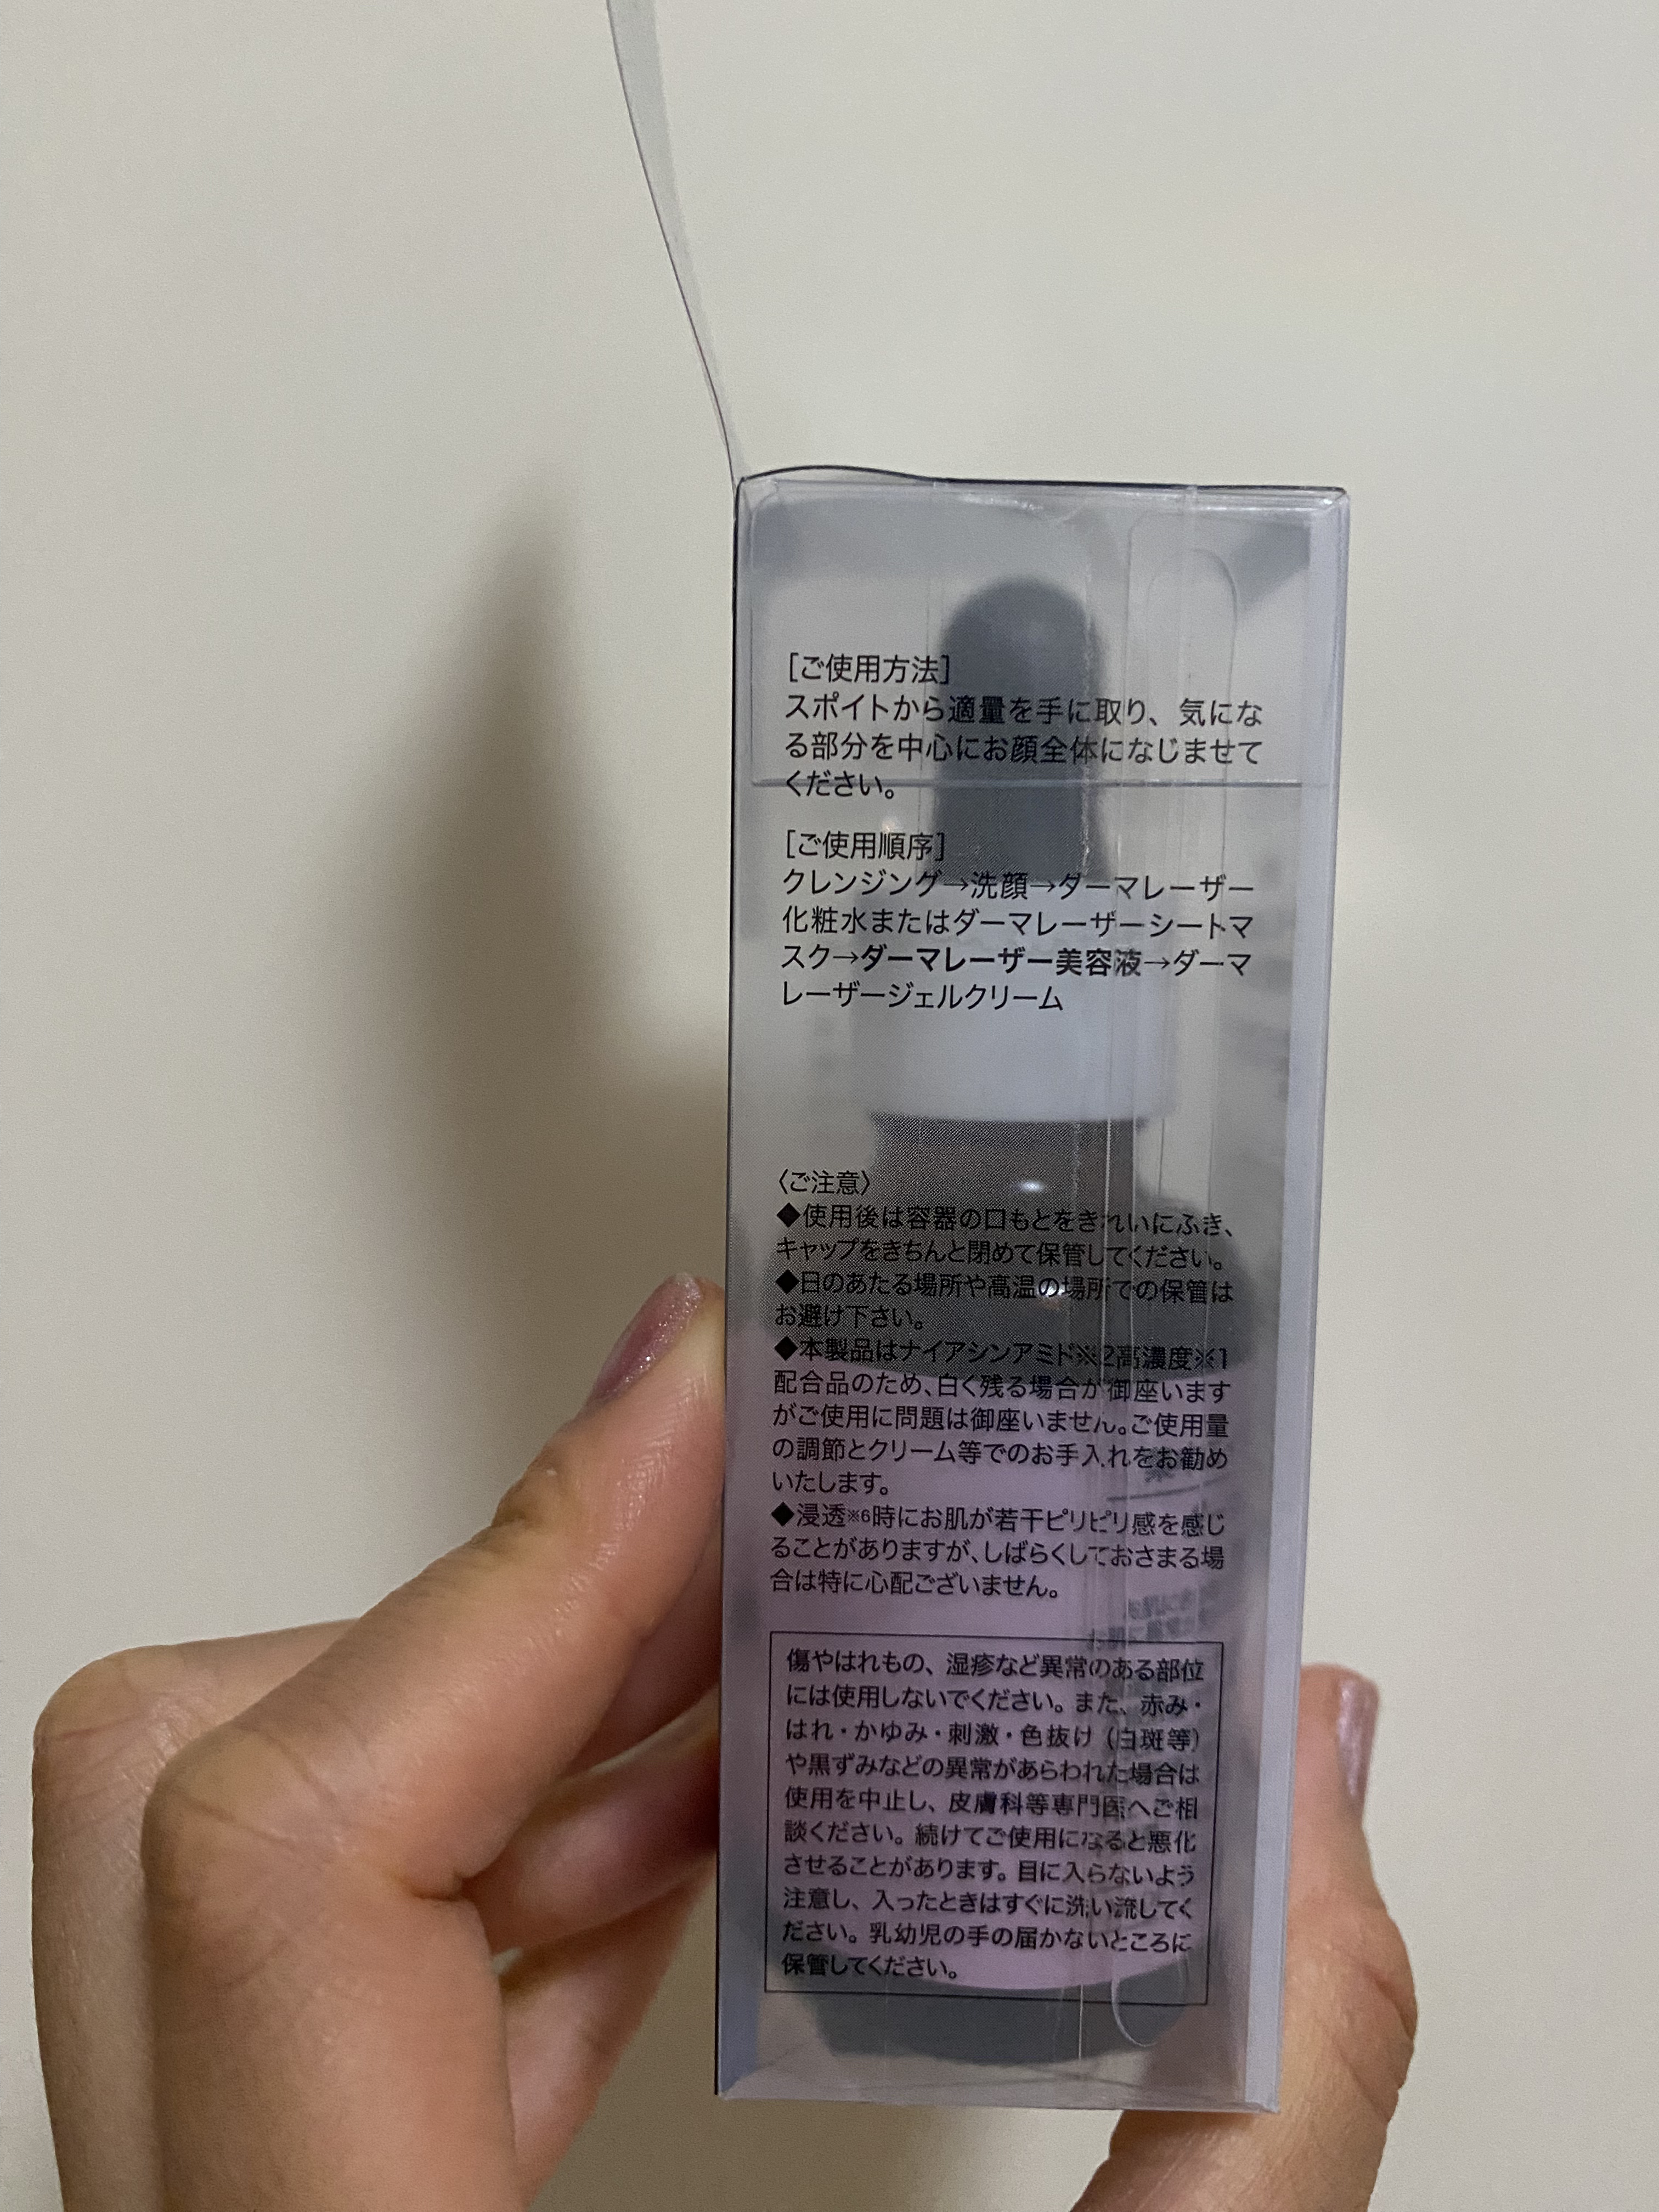 ［ご使用方法］
スポイトから適量を手に取り、気にな
る部分を中心にお顔全体になじませて
ください。
［ご使用順序］
クレンジング→洗顔→ダーマレーザー
化粧水またはダーマレーザーシートマ
スク→ダーマレーザー美容液→ダーマ
レーザージェルクリーム
〈ご注意〉
◆使用後は容器の口もとをきれいにふき、
キャップをきちんと閉めて保管してください。
◆日のあたる場所や高温の場所での保管は
お避け下さい。
◆本製品はナイアシンアミド※2高濃度※1
配合品のため、白く残る場合が御座います
がご使用に問題は御座いません。ご使用量
の調節とクリーム等でのお手入れをお勧め
いたします。
◆浸透※6時にお肌が若干ピリピリ感を感じ
ることがありますが、しばらくしておさまる場
合は特に心配ございません。
傷やはれもの、湿疹など異常のある部位
には使用しないでください。また、赤み・
はれ・かゆみ・刺激・色抜け（白斑等）
や黒ずみなどの異常があらわれた場合は
使用を中止し、皮膚科等専門医へご相
談ください。続けてご使用になると悪化
させることがあります。目に入らないよう
注意し、入ったときはすぐに洗い流してく
ださい。乳幼児の手の届かないところに
保管してください。